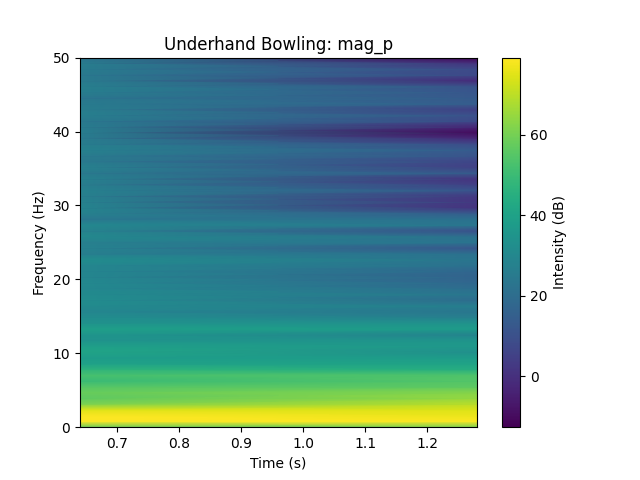 Underhand Bowling: mag_p
50
40
30
20
10
0
Frequency (Hz)
0.7 0.8 0.9 1.0 1.1 1.2
Time (s)
60
40
20
0
Intensity (dB)